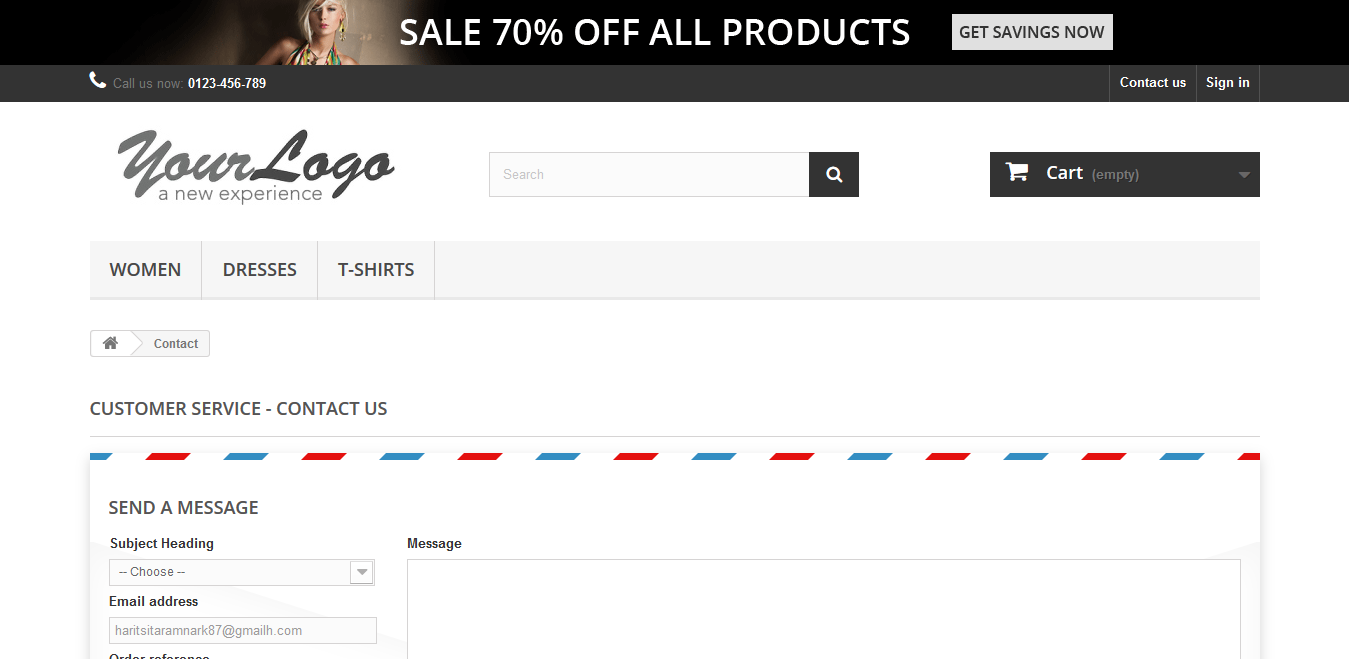 SALE 70% OFF ALL PRODUCTS
GET SAVINGS NOW
Call us now: 0123-456-789
Contact us
Sign in
YourLogo
a new experience
Search
Cart (empty)
WOMEN
DRESSES
T-SHIRTS
Contact
CUSTOMER SERVICE - CONTACT US
SEND A MESSAGE
Subject Heading
Message
-- Choose --
Email address
haritsitaramnark87@gmailh.com
Order reference